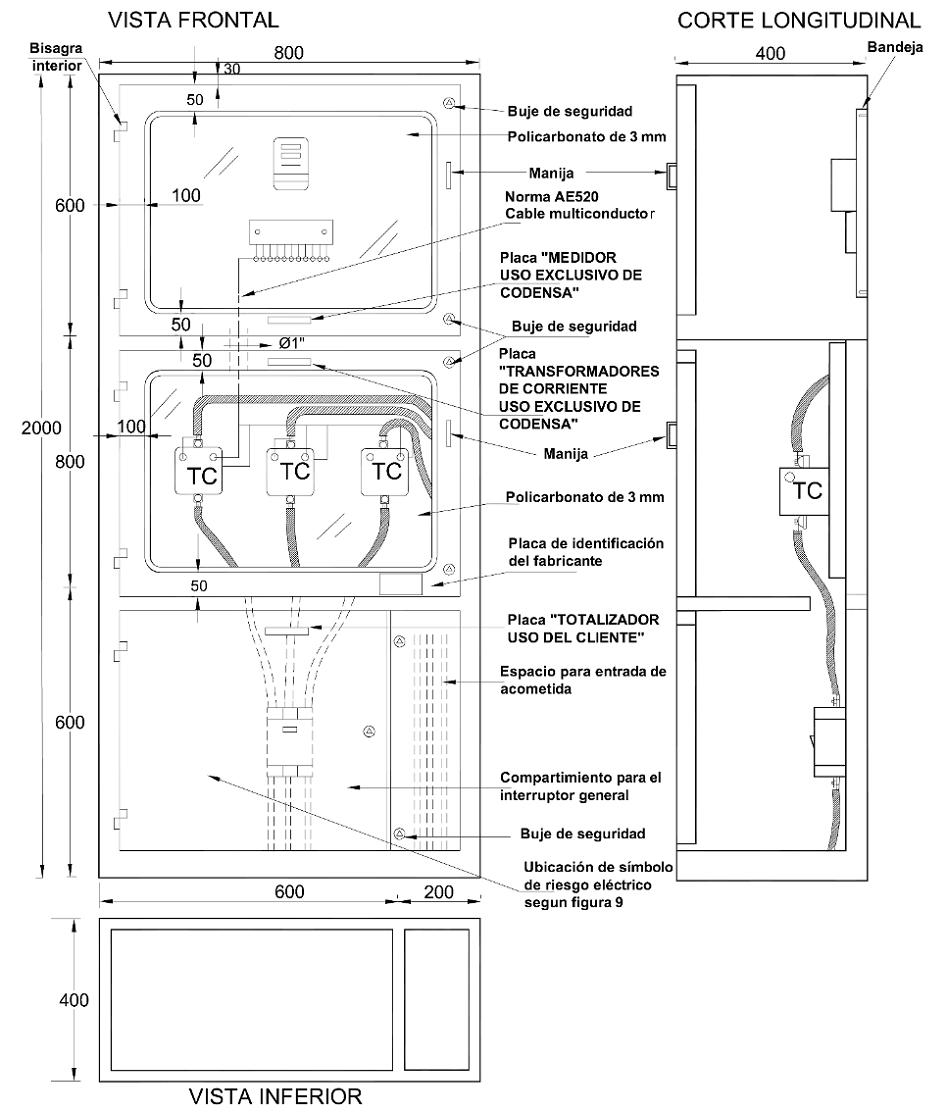 VISTA FRONTAL
CORTE LONGITUDINAL
Bisagra
interior
800
30
50
400
Bandeja
Buje de seguridad
Policarbonato de 3 mm
Manija
100
600
Norma AE520
Cable multiconductor
Placa "MEDIDOR
USO EXCLUSIVO DE
CODENSA"
50
Buje de seguridad
Ø1"
50
Placa
"TRANSFORMADORES
DE CORRIENTE
USO EXCLUSIVO DE
CODENSA"
2000
100
800
Manija
TC
TC
TC
TC
Policarbonato de 3 mm
Placa de identificación
del fabricante
50
Placa "TOTALIZADOR
USO DEL CLIENTE"
Espacio para entrada de
acometida
600
Compartimiento para el
interruptor general
Buje de seguridad
Ubicación de símbolo
de riesgo eléctrico
segun figura 9
600
200
400
VISTA INFERIOR